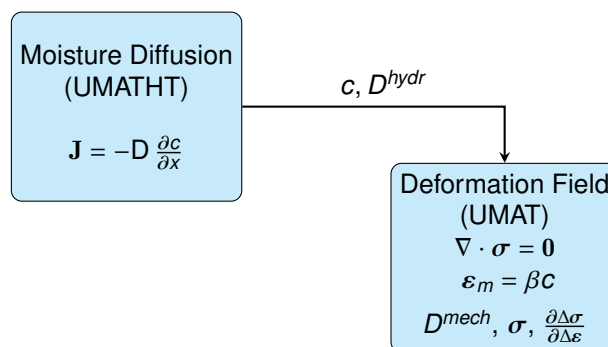 Moisture Diffusion
(UMATHT)
J = −D ∂c/∂x
c, D^hydr
Deformation Field
(UMAT)
∇ · σ = 0
ε_m = βc
D^mech, σ, ∂Δσ/∂Δε